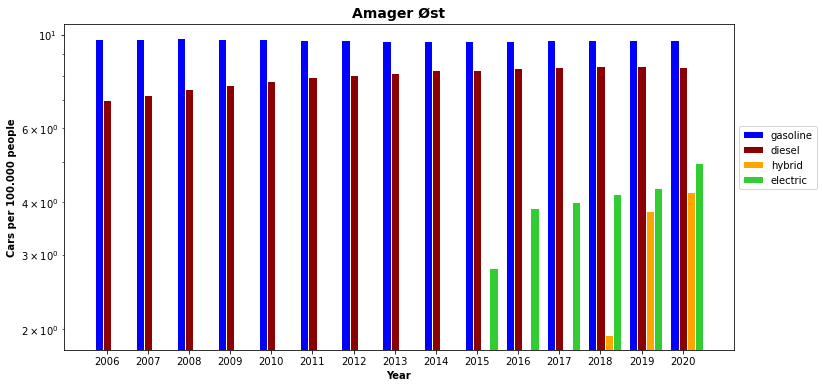 Amager Øst
Cars per 100.000 people
10¹
6 × 10⁰
4 × 10⁰
3 × 10⁰
2 × 10⁰
2006 2007 2008 2009 2010 2011 2012 2013 2014 2015 2016 2017 2018 2019 2020
Year
gasoline
diesel
hybrid
electric